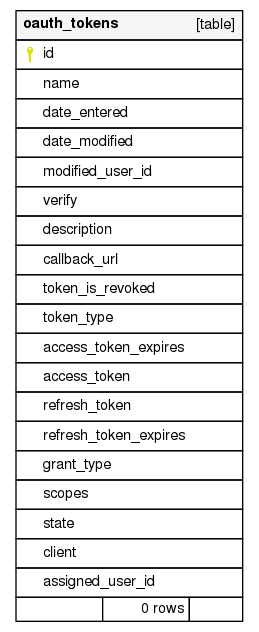 oauth_tokens [table]
id
name
date_entered
date_modified
modified_user_id
verify
description
callback_url
token_is_revoked
token_type
access_token_expires
access_token
refresh_token
refresh_token_expires
grant_type
scopes
state
client
assigned_user_id
0 rows